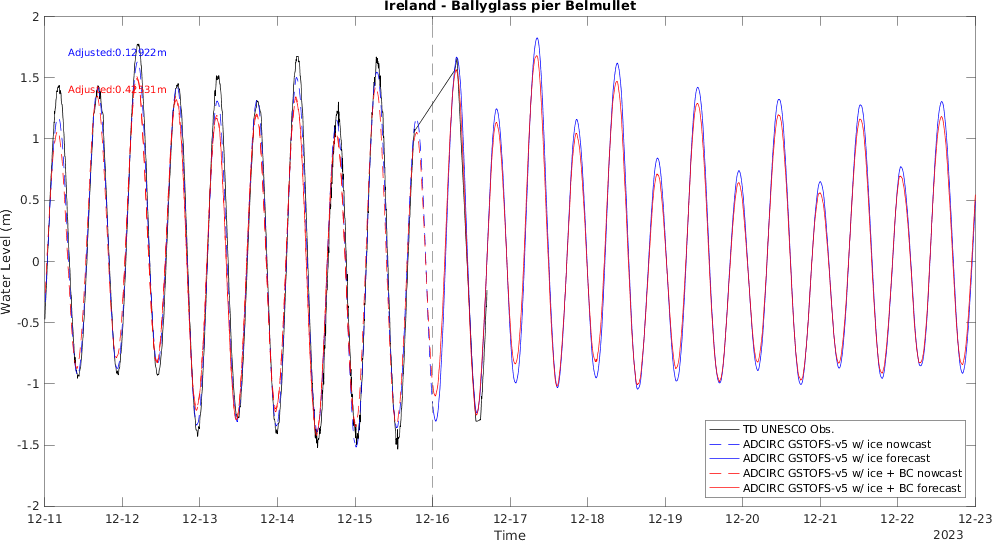 Ireland - Ballyglass pier Belmullet
Adjusted:0.12922m
Adjusted:0.42531m
Water Level (m)
2
1.5
1
0.5
0
-0.5
-1
-1.5
-2
TD UNESCO Obs.
ADCIRC GSTOFS-v5 w/ ice nowcast
ADCIRC GSTOFS-v5 w/ ice forecast
ADCIRC GSTOFS-v5 w/ ice + BC nowcast
ADCIRC GSTOFS-v5 w/ ice + BC forecast
12-11 12-12 12-13 12-14 12-15 12-16 12-17 12-18 12-19 12-20 12-21 12-22 12-23
Time
2023